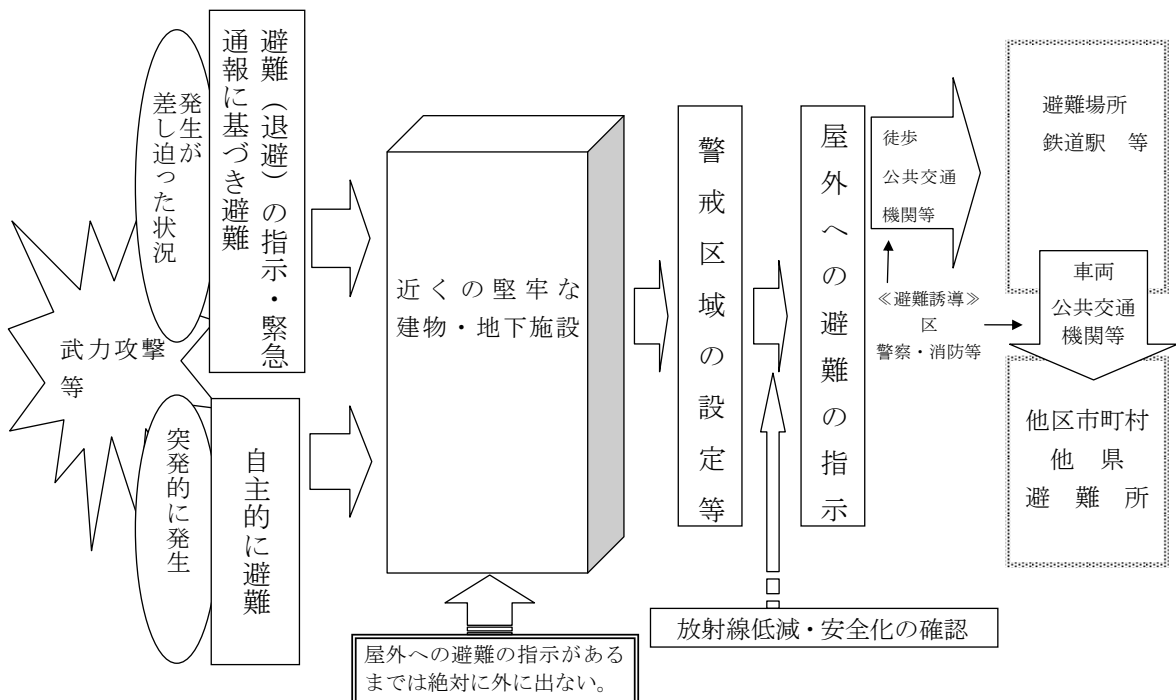 武力攻撃
等
発生が
差し迫った状況
避難（退避）の指示・緊急
通報に基づき避難
突発的に発生
自主的に避難
近くの堅牢な
建物・地下施設
屋外への避難の指示がある
までは絶対に外に出ない。
警戒区域の設定等
放射線低減・安全化の確認
屋外への避難の指示
徒歩
公共交通
機関等
≪避難誘導≫
区
警察・消防等
避難場所
鉄道駅　等
車両
公共交通
機関等
他区市町村
他　県
避　難　所